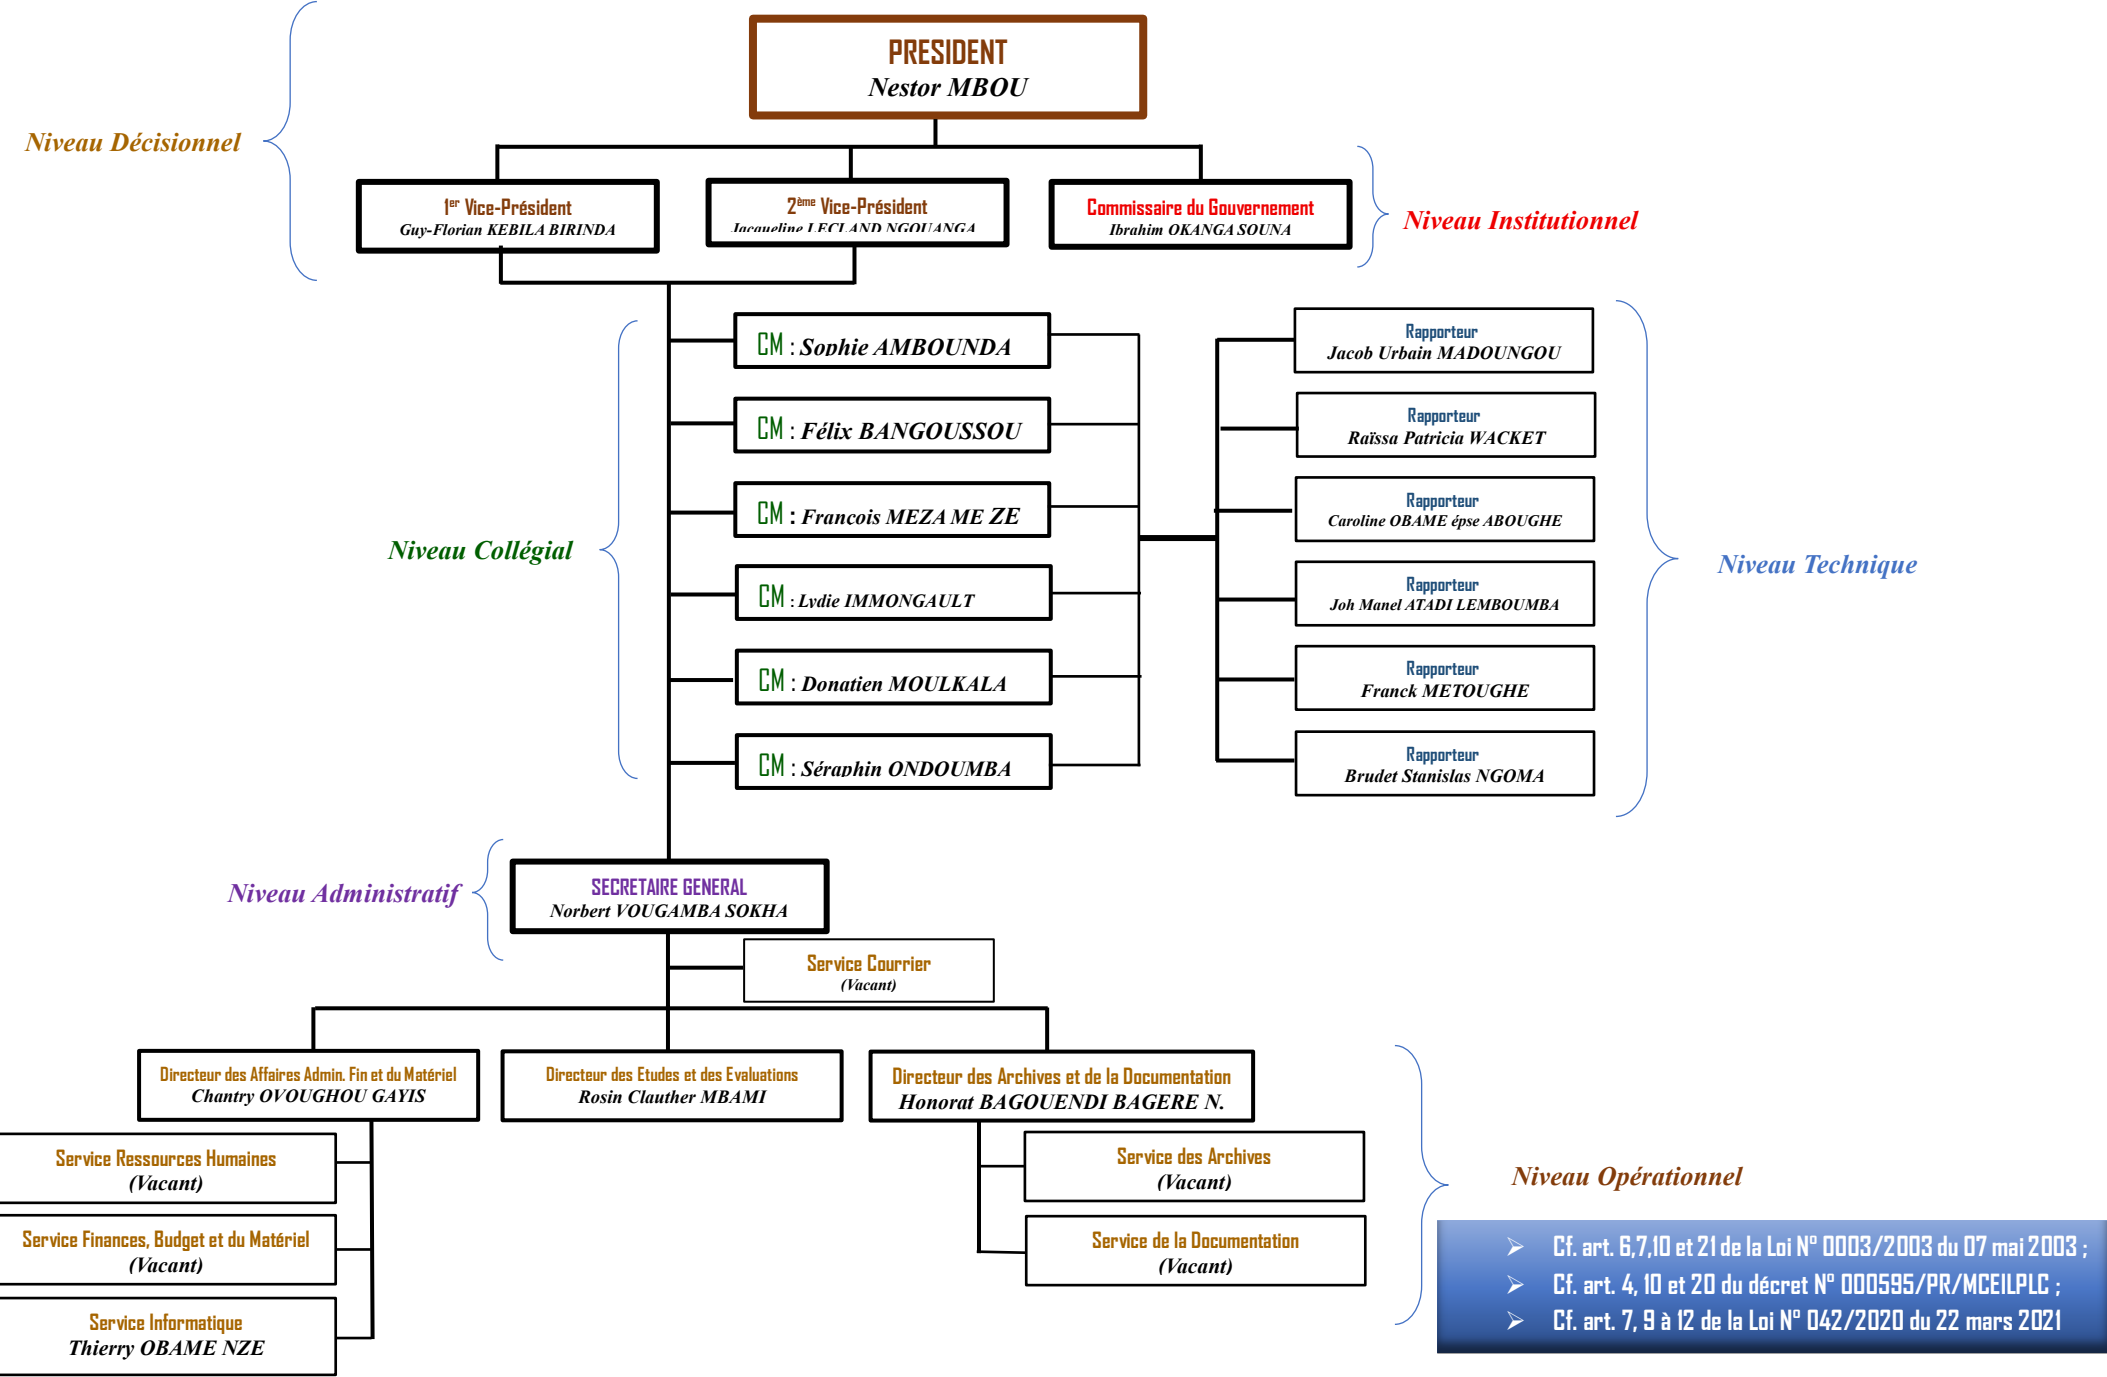 PRESIDENT
Nestor MBOU
Niveau Décisionnel
1er Vice-Président
Guy-Florian KEBILA BIRINDA
2ème Vice-Président
Jacqueline LECLAND NGOUANGA
Commissaire du Gouvernement
Ibrahim OKANGA SOUNA
Niveau Institutionnel
CM : Sophie AMBOUNDA
CM : Félix BANGOUSSOU
CM : Francois MEZA ME ZE
CM : Lydie IMMONGAULT
CM : Donatien MOULKALA
CM : Séraphin ONDOUMBA
Niveau Collégial
Rapporteur
Jacob Urbain MADOUNGOU
Rapporteur
Raïssa Patricia WACKET
Rapporteur
Caroline OBAME épse ABOUGHE
Rapporteur
Joh Manel ATADI LEMBOUMBA
Rapporteur
Franck METOUGHE
Rapporteur
Brudet Stanislas NGOMA
Niveau Technique
Niveau Administratif
SECRETAIRE GENERAL
Norbert VOUGAMBA SOKHA
Service Courrier
(Vacant)
Directeur des Affaires Admin. Fin et du Matériel
Chantry OVOUGHOU GAYIS
Directeur des Etudes et des Evaluations
Rosin Clauther MBAMI
Directeur des Archives et de la Documentation
Honorat BAGOUENDI BAGERE N.
Service Ressources Humaines
(Vacant)
Service Finances, Budget et du Matériel
(Vacant)
Service Informatique
Thierry OBAME NZE
Service des Archives
(Vacant)
Service de la Documentation
(Vacant)
Niveau Opérationnel
➢ Cf. art. 6,7,10 et 21 de la Loi N° 0003/2003 du 07 mai 2003 ;
➢ Cf. art. 4, 10 et 20 du décret N° 000595/PR/MCEILPLC ;
➢ Cf. art. 7, 9 à 12 de la Loi N° 042/2020 du 22 mars 2021